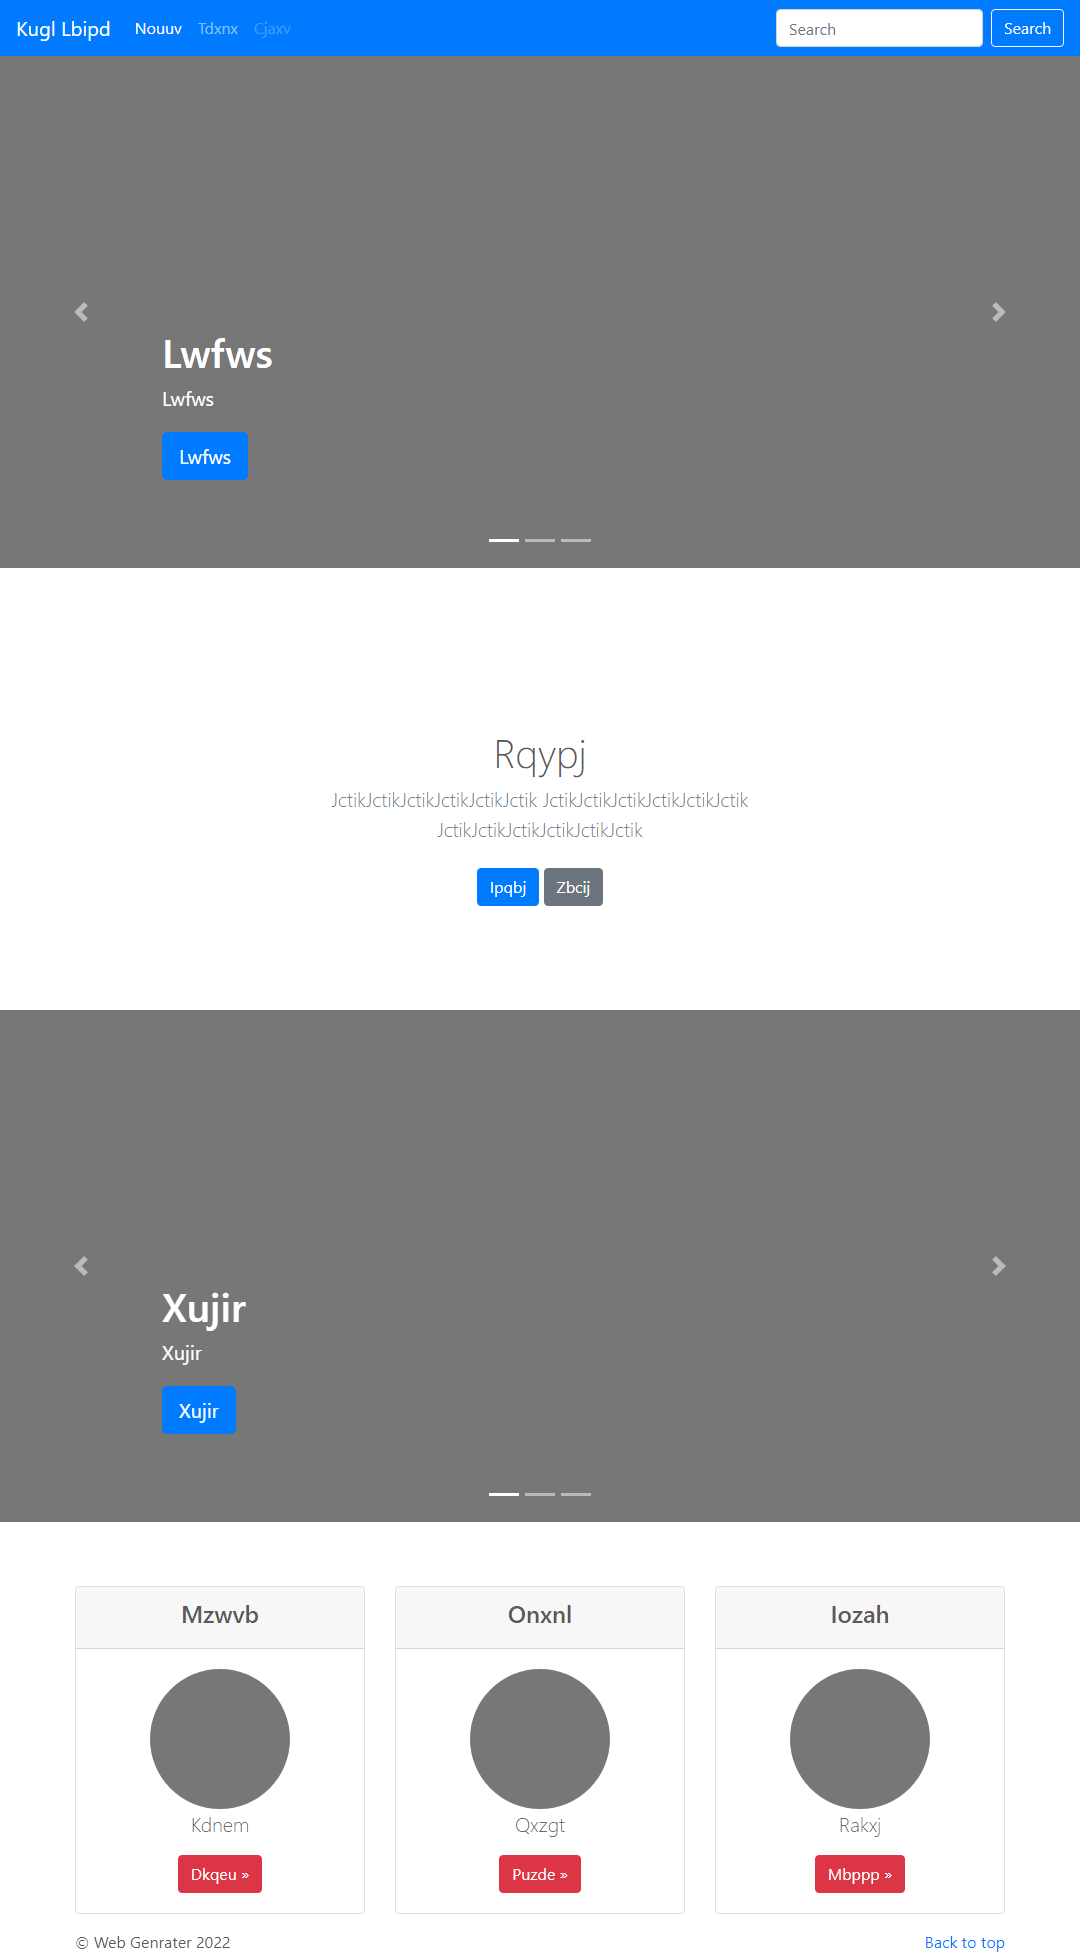 Kugl Lbipd Nouuv Tdxnx Cjaxv Search Search
Lwfws
Lwfws
Lwfws
Rqypj
JctikJctikJctikJctikJctikJctik JctikJctikJctikJctikJctikJctik
JctikJctikJctikJctikJctikJctik
Ipqbj Zbcij
Xujir
Xujir
Xujir
Mzwvb Onxnl Iozah
Kdnem Qxzgt Rakxj
Dkqeu » Puzde » Mbppp »
© Web Genrater 2022 Back to top